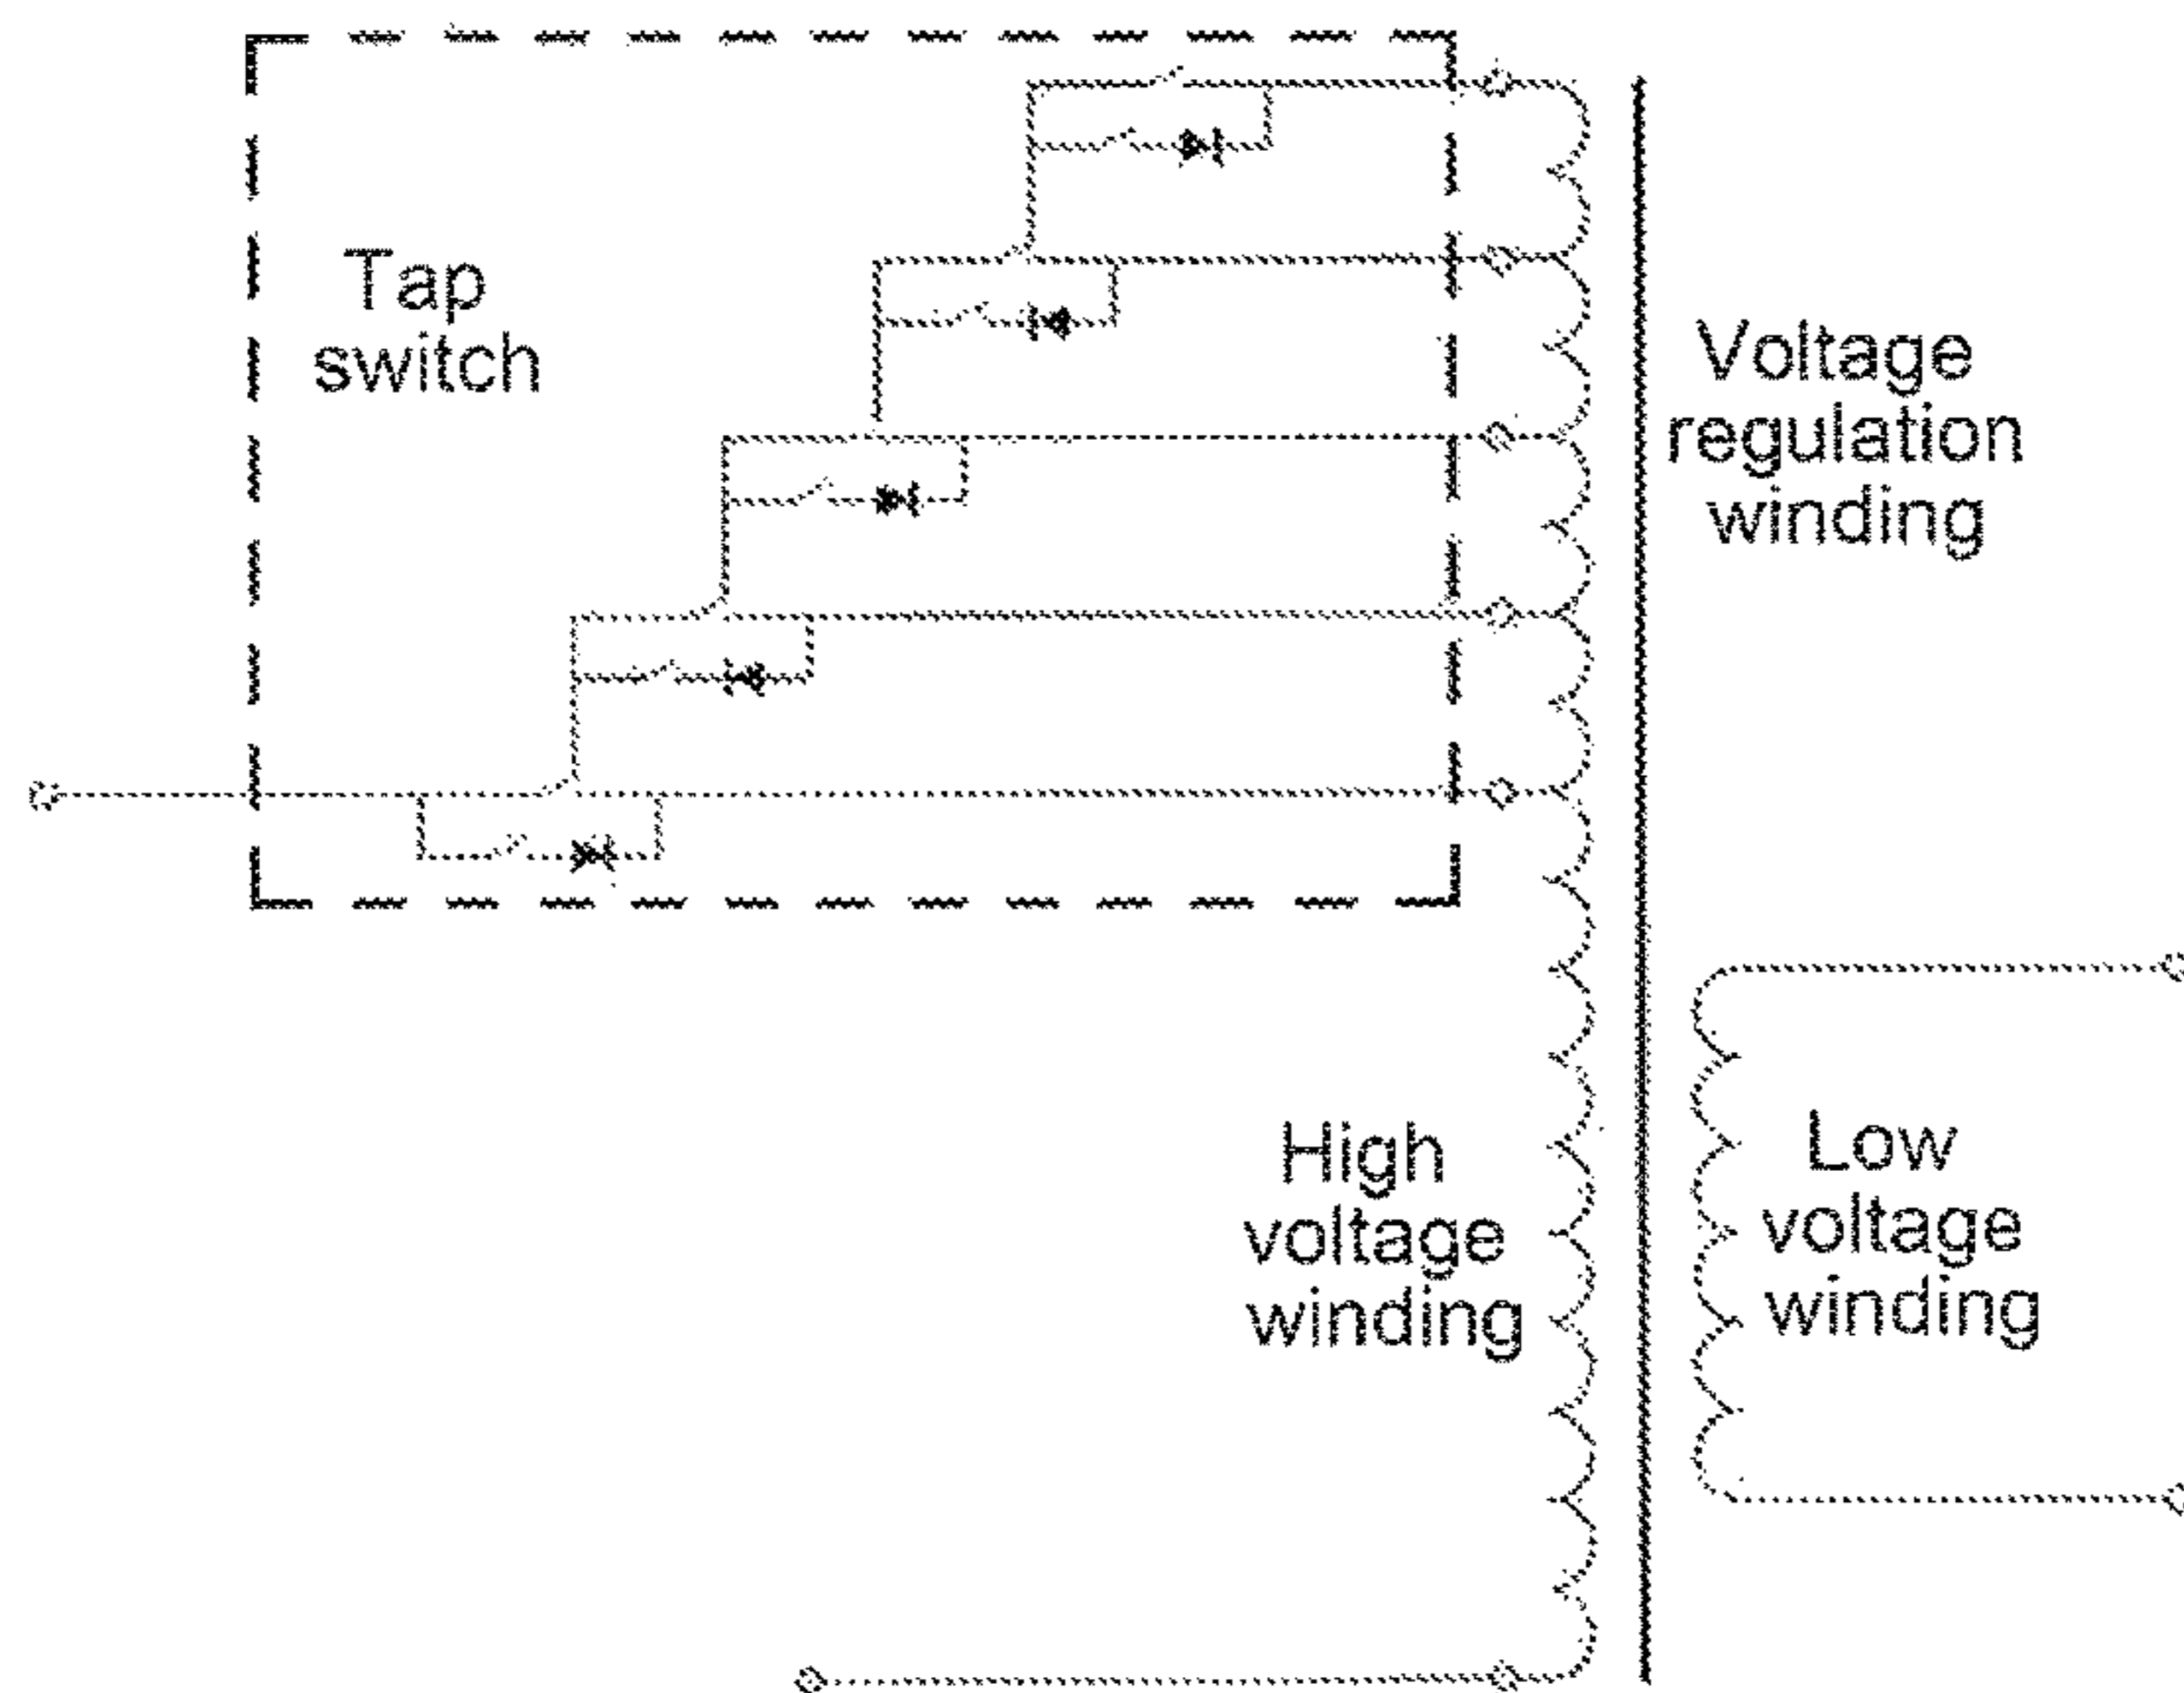 Tap
switch
Voltage
regulation
winding
High
voltage
winding
Low
voltage
winding